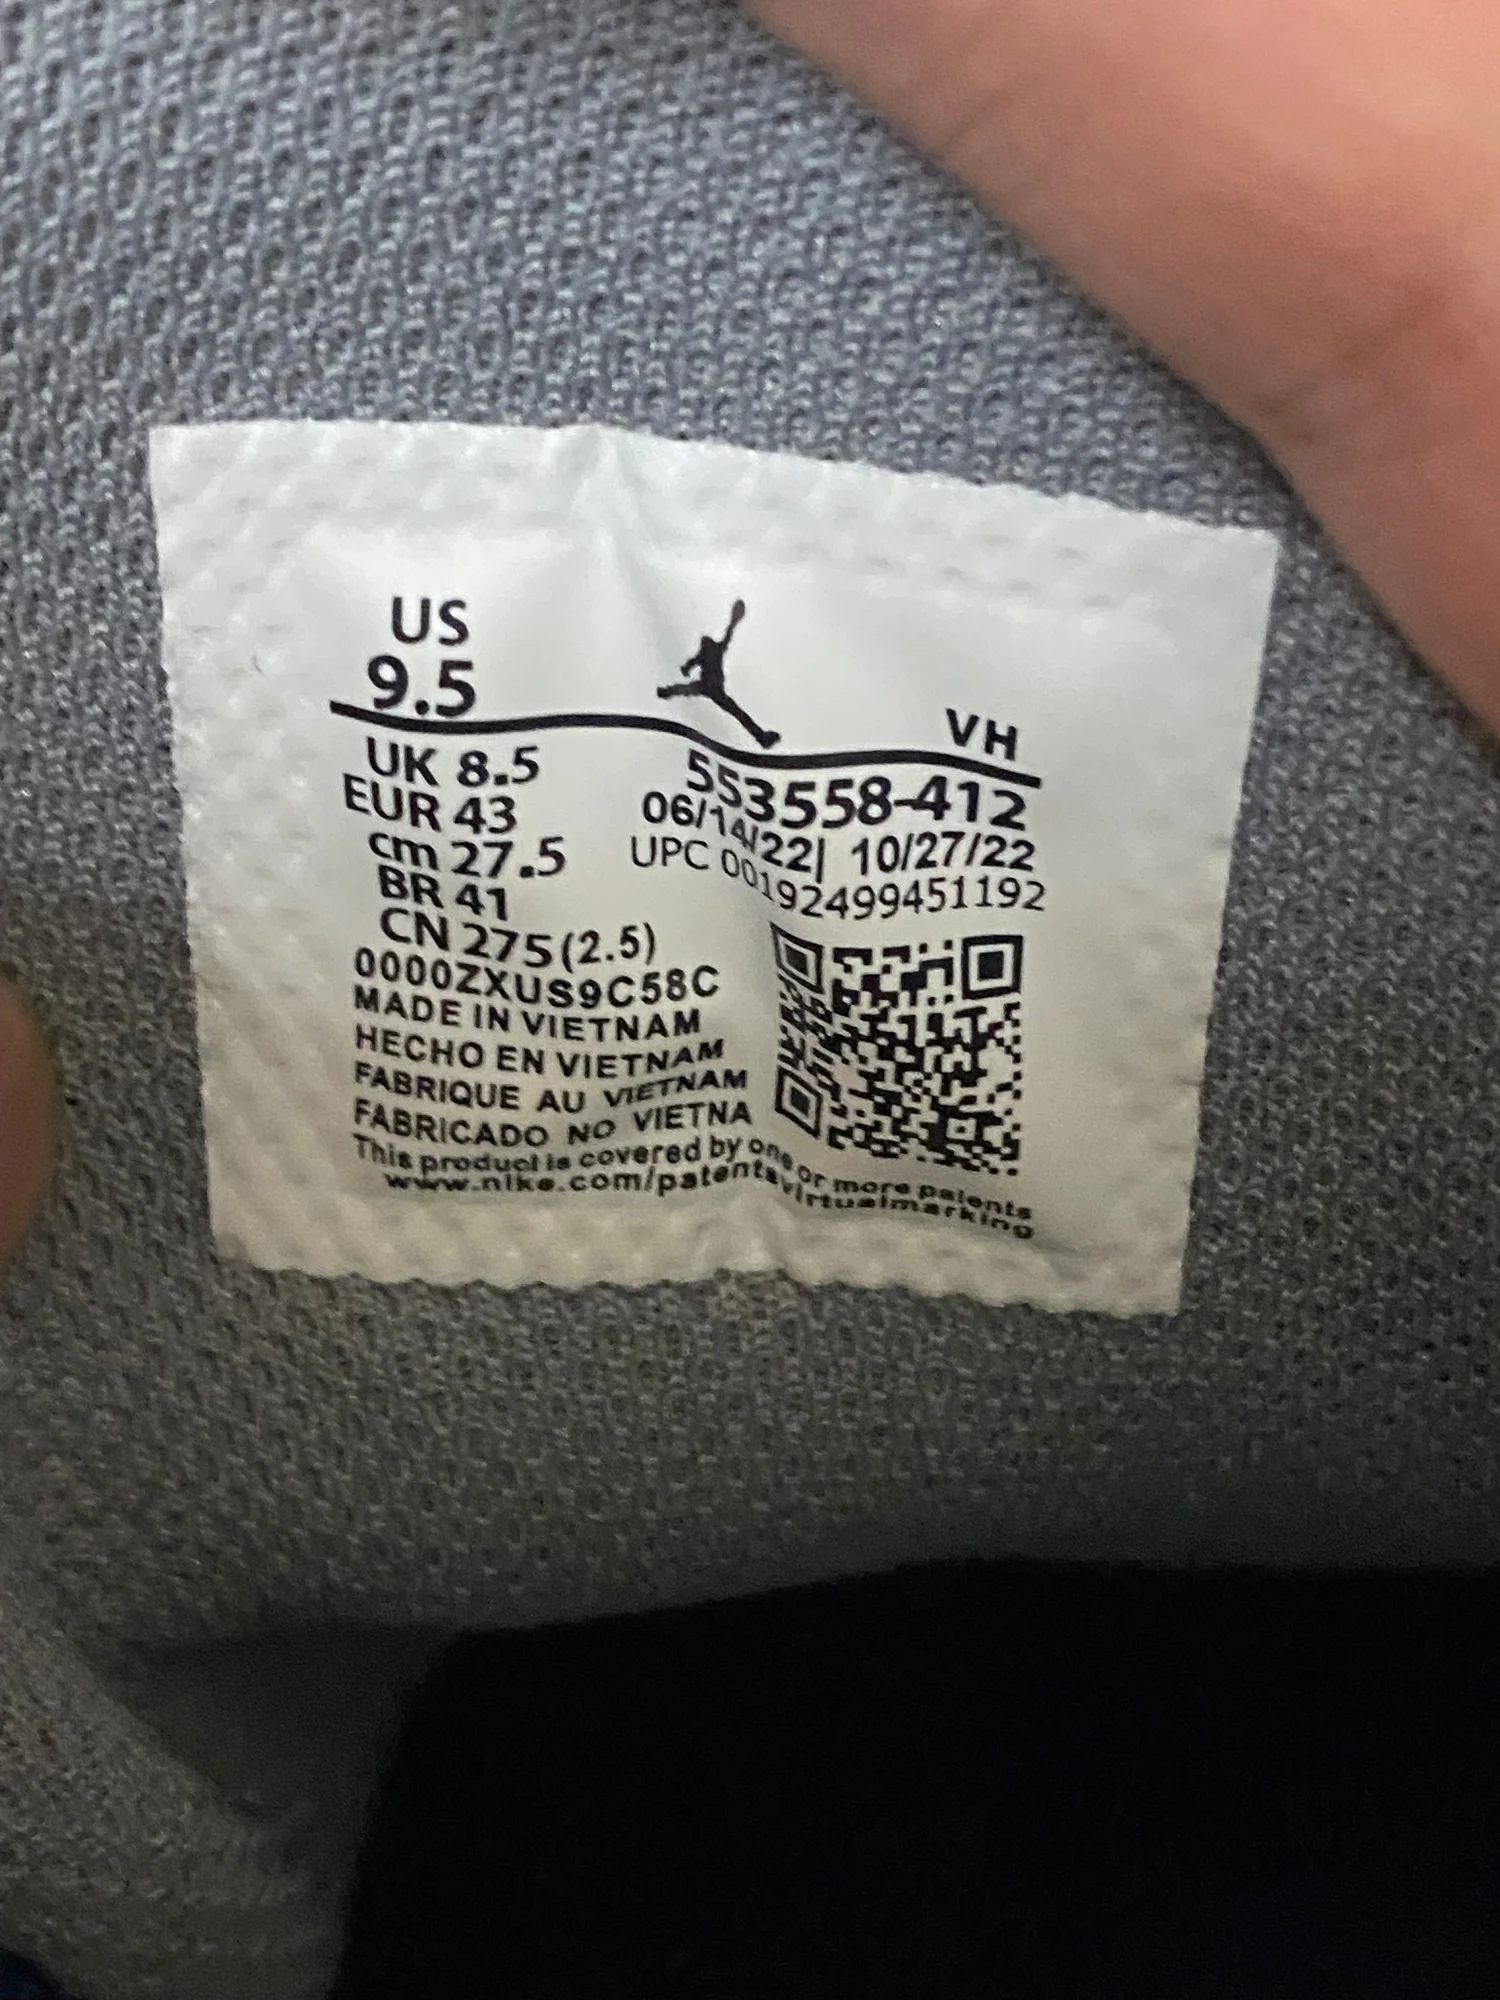 US
9.5
VH
UK 8.5
EUR 43
cm 27.5
BR 41
CN 275 (2.5)
553558-412
06/14/22| 10/27/22
UPC 00192499451192
0000ZXUS9C58C
MADE IN VIETNAM
HECHO EN VIETNAM
FABRIQUE AU VIETNAM
FABRICADO NO VIETNA
This product is covered by one or more patents
www.nike.com/patentsvirtualmarking